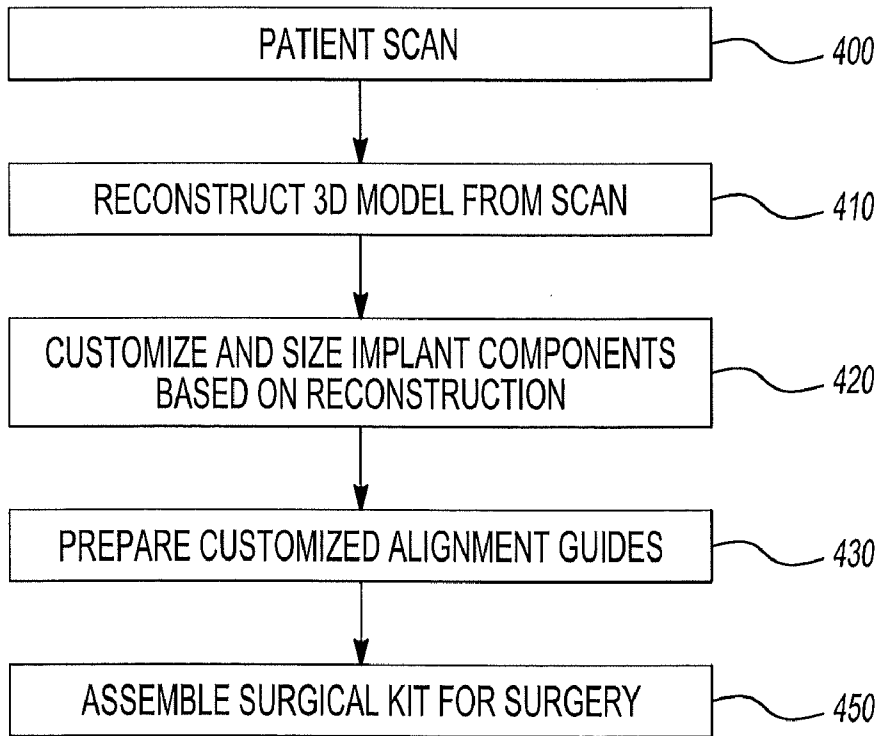 PATIENT SCAN
400
RECONSTRUCT 3D MODEL FROM SCAN
410
CUSTOMIZE AND SIZE IMPLANT COMPONENTS
BASED ON RECONSTRUCTION
420
PREPARE CUSTOMIZED ALIGNMENT GUIDES
430
ASSEMBLE SURGICAL KIT FOR SURGERY
450